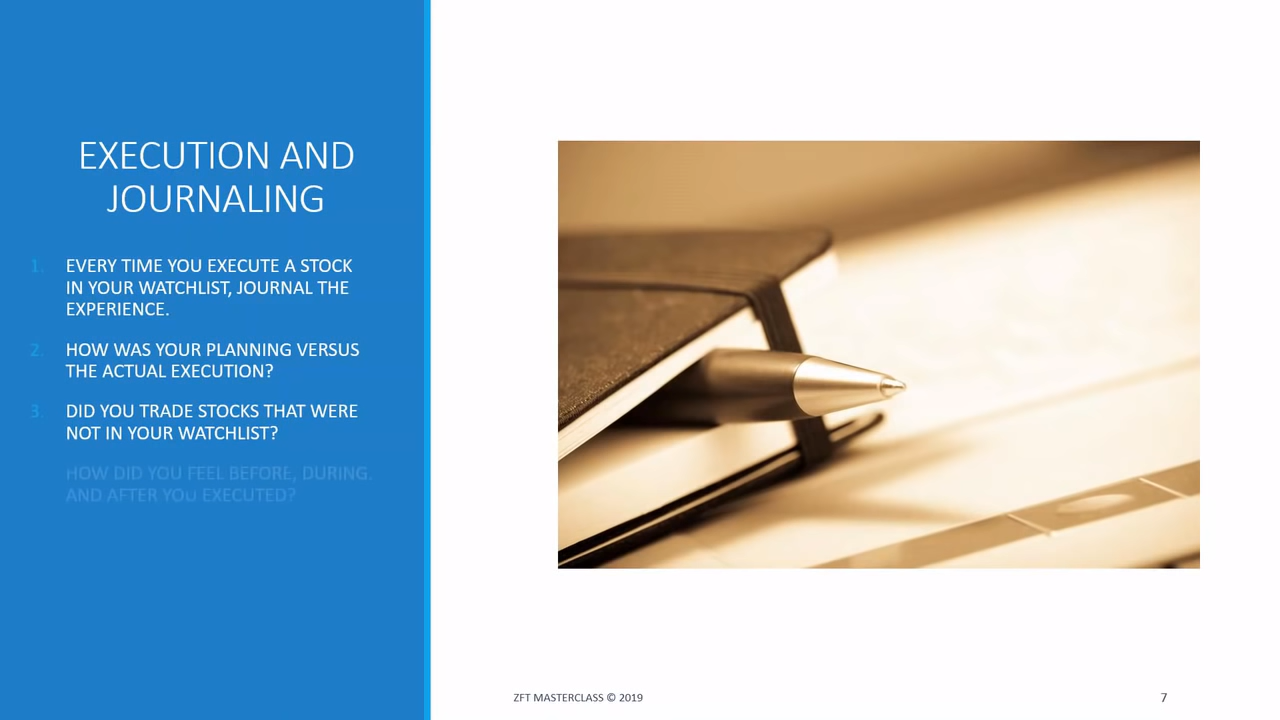 EXECUTION AND
JOURNALING
1. EVERY TIME YOU EXECUTE A STOCK
IN YOUR WATCHLIST, JOURNAL THE
EXPERIENCE.
2. HOW WAS YOUR PLANNING VERSUS
THE ACTUAL EXECUTION?
3. DID YOU TRADE STOCKS THAT WERE
NOT IN YOUR WATCHLIST?
HOW DID YOU FEEL BEFORE, DURING.
AND AFTER YOU EXECUTED?
ZFT MASTERCLASS © 2019
7